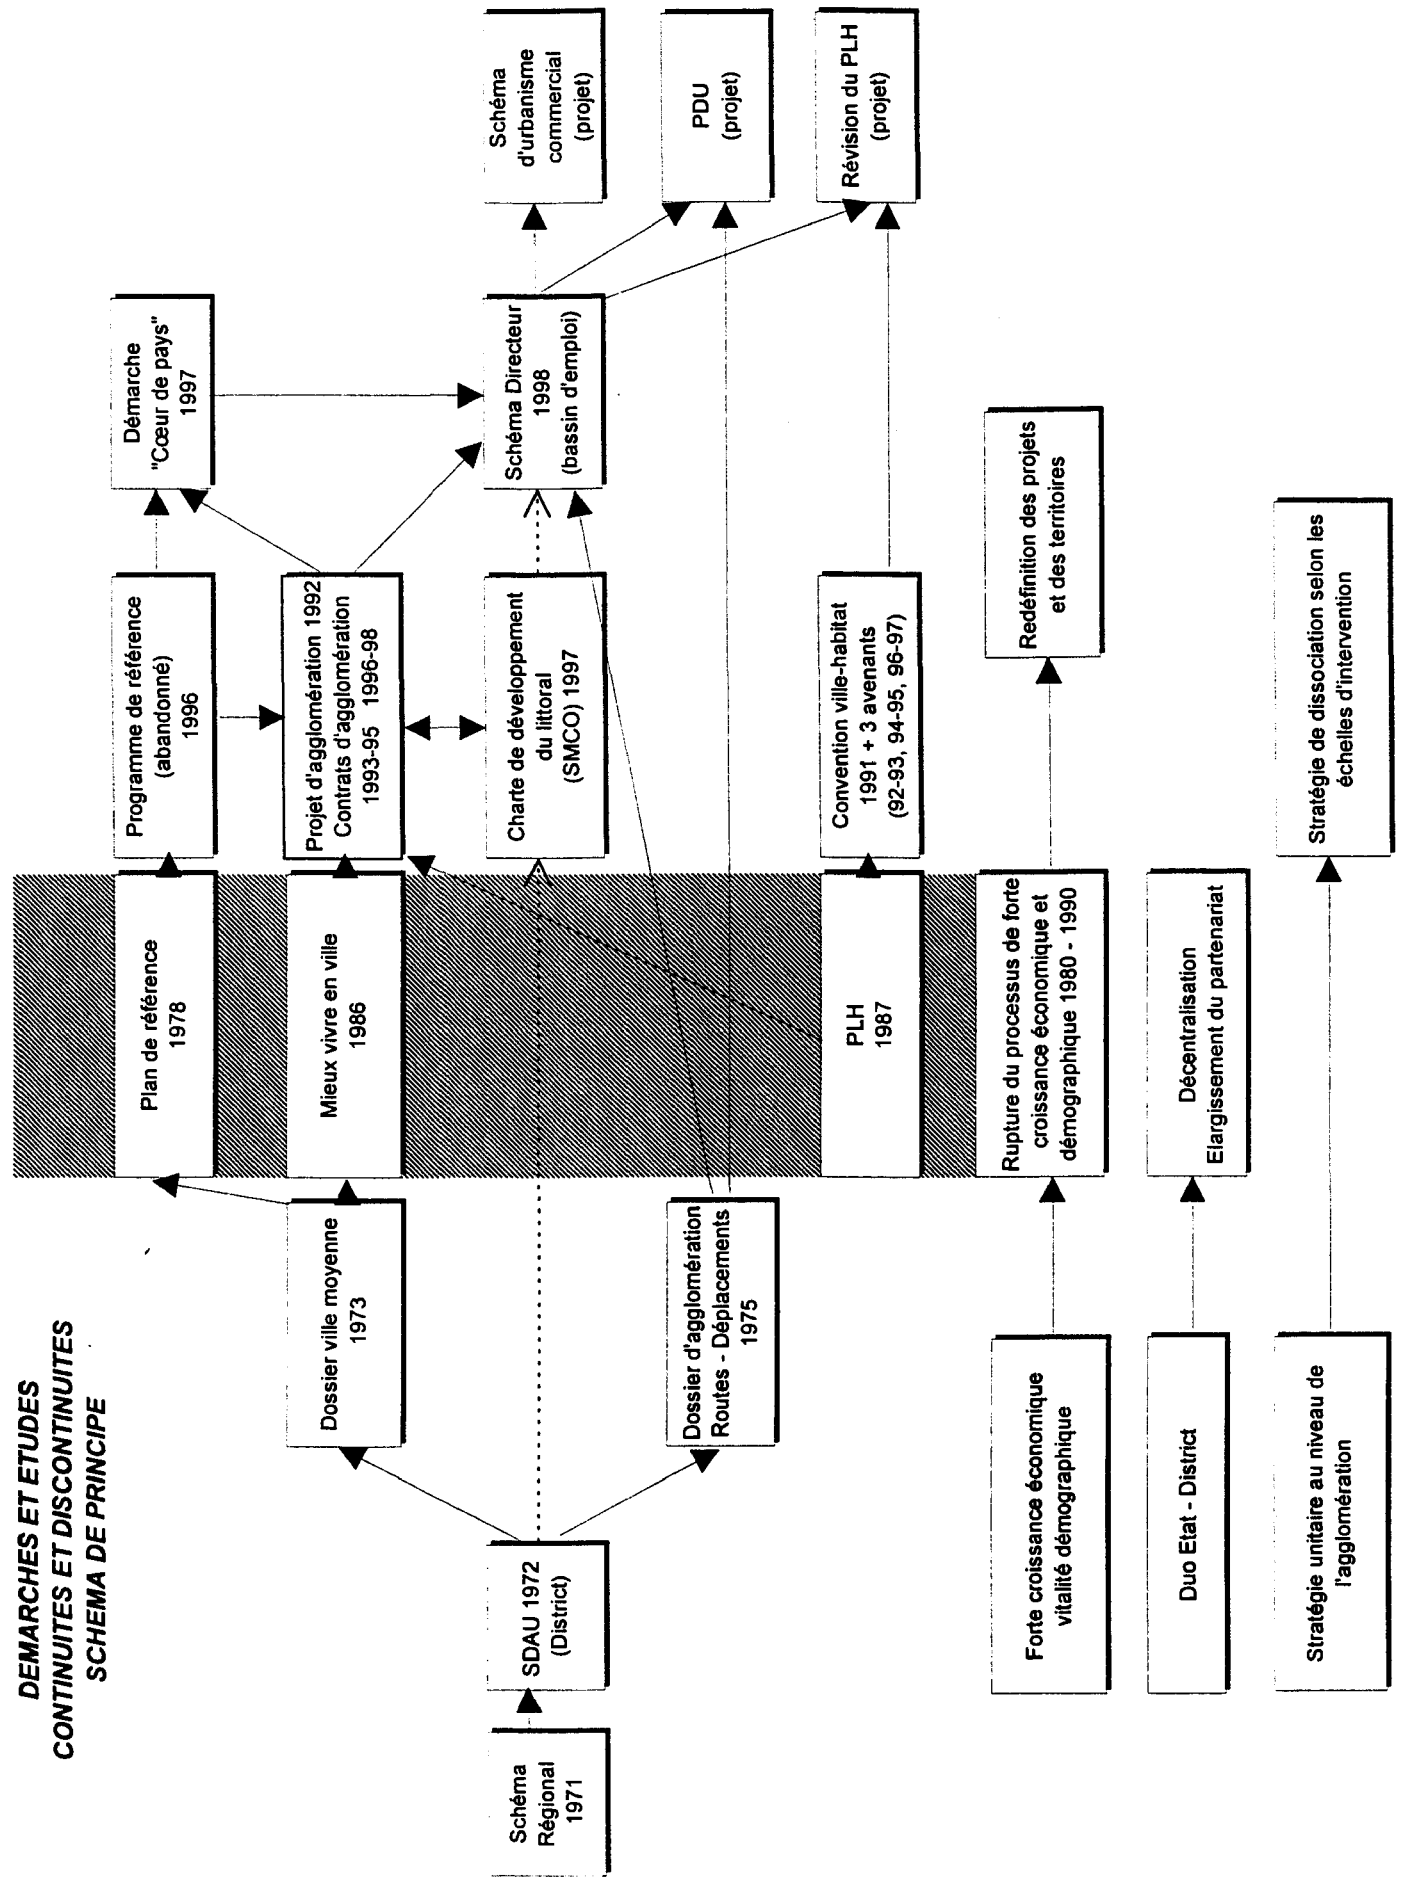 DEMARCHES ET ETUDES
CONTINUITES ET DISCONTINUITES
SCHEMA DE PRINCIPE
Schéma
Régional
1971
SDAU 1972
(District)
Dossier ville moyenne
1973
Dossier d'agglomération
Routes - Déplacements
1975
Plan de référence
1978
Mieux vivre en ville
1986
PLH
1987
Programme de référence
(abandonné)
1996
Projet d'agglomération 1992
Contrats d'agglomération
1993-95 1996-98
Charte de développement
du littoral
(SMCO) 1997
Convention ville-habitat
1991 + 3 avenants
(92-93, 94-95, 96-97)
Démarche
"Cœur de pays"
1997
Schéma Directeur
1998
(bassin d'emploi)
Schéma
d'urbanisme
commercial
(projet)
PDU
(projet)
Révision du PLH
(projet)
Forte croissance économique
vitalité démographique
Rupture du processus de forte
croissance économique et
démographique 1980 - 1990
Redéfinition des projets
et des territoires
Duo Etat - District
Décentralisation
Elargissement du partenariat
Stratégie unitaire au niveau de
l'agglomération
Stratégie de dissociation selon les
échelles d'intervention